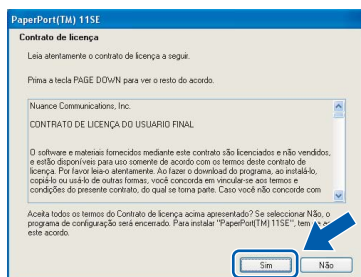 PaperPort(TM) 11SE
Contrato de licença
Leia atentamente o contrato de licença a seguir.
Prima a tecla PAGE DOWN para ver o resto do acordo.
Nuance Communications, Inc.
CONTRATO DE LICENÇA DO USUARIO FINAL
O software e materiais fornecidos mediante este contrato são licenciados e não vendidos,
e estão disponíveis para uso somente de acordo com os termos deste contrato de
licença. Por favor leia-o atentamente. Ao fazer o download do programa, ao instalá-lo,
copiá-lo ou usá-lo de outras formas, você concorda em vincular-se aos termos e
condições do presente contrato, do qual se torna parte. Caso você não concorde com
Aceita todos os termos do Contrato de licença acima apresentado? Se seleccionar Não, o
programa de configuração será encerrado. Para instalar "PaperPort(TM) 11SE", tem
este acordo.
Sim
Não